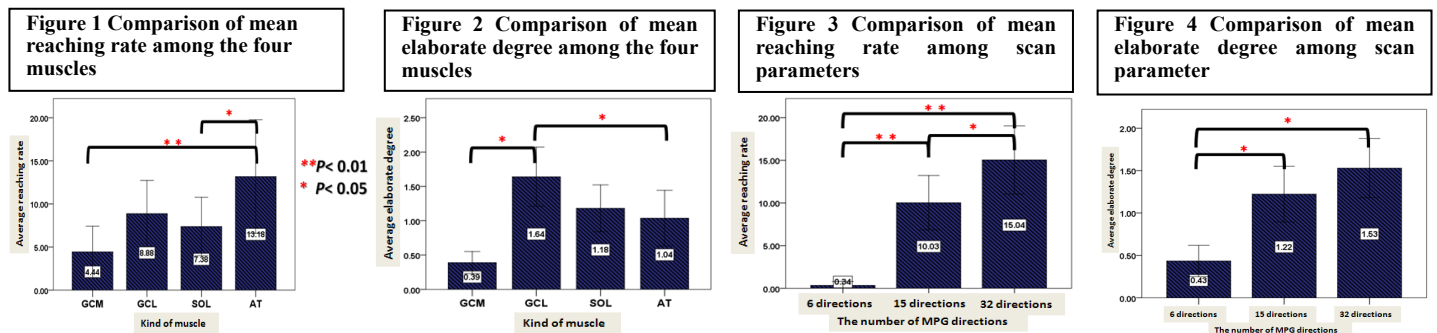 Figure 1 Comparison of mean
reaching rate among the four
muscles
Average reaching rate
20.00
15.00
10.00
5.00
0.00
*
**
4.44
8.88
7.38
13.18
GCM GCL SOL AT
Kind of muscle
**P< 0.01
* P< 0.05
Figure 2 Comparison of mean
elaborate degree among the four
muscles
Average elaborate degree
2.50
2.00
1.50
1.00
0.50
0.00
* *
0.39
1.64
1.18
1.04
GCM GCL SOL AT
Kind of muscle
Figure 3 Comparison of mean
reaching rate among scan
parameters
Average reaching rate
20.00
15.00
10.00
5.00
0.00
**
** *
0.34
10.03
15.04
6 directions 15 directions 32 directions
The number of MPG directions
Figure 4 Comparison of mean
elaborate degree among scan
parameter
Average elaborate degree
2.00
1.50
1.00
0.50
0.00
*
*
0.43
1.22
1.53
6 directions 15 directions 32 directions
The number of MPG directions